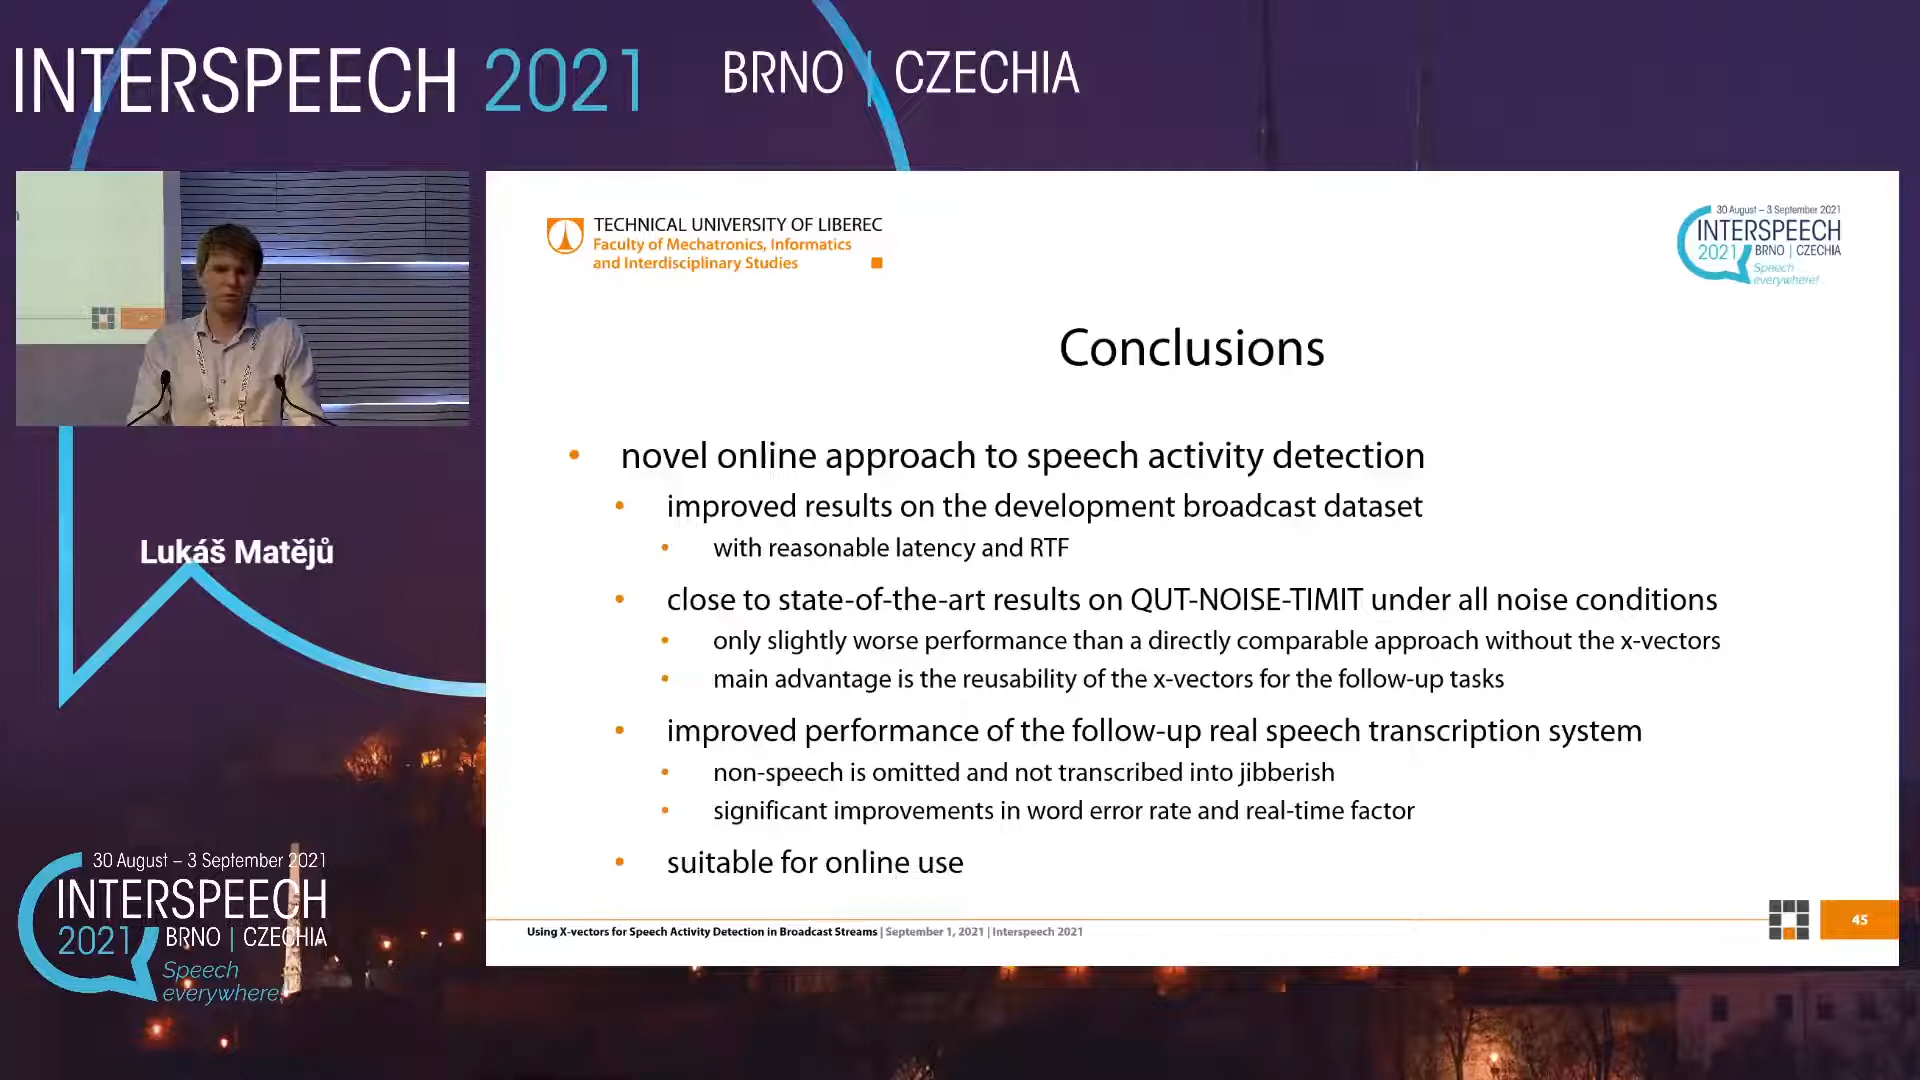 INTERSPEECH 2021 BRNO | CZECHIA
TECHNICAL UNIVERSITY OF LIBEREC
Faculty of Mechatronics, Informatics
and Interdisciplinary Studies
30 August – 3 September 2021
INTERSPEECH
2021 BRNO | CZECHIA
Speech
everywhere!
Conclusions
• novel online approach to speech activity detection
• improved results on the development broadcast dataset
• with reasonable latency and RTF
• close to state-of-the-art results on QUT-NOISE-TIMIT under all noise conditions
• only slightly worse performance than a directly comparable approach without the x-vectors
• main advantage is the reusability of the x-vectors for the follow-up tasks
• improved performance of the follow-up real speech transcription system
• non-speech is omitted and not transcribed into jibberish
• significant improvements in word error rate and real-time factor
• suitable for online use
Using X-vectors for Speech Activity Detection in Broadcast Streams | September 1, 2021 | Interspeech 2021
45
Lukáš Matějů
30 August – 3 September 2021
INTERSPEECH
2021 BRNO | CZECHIA
Speech
everywhere!